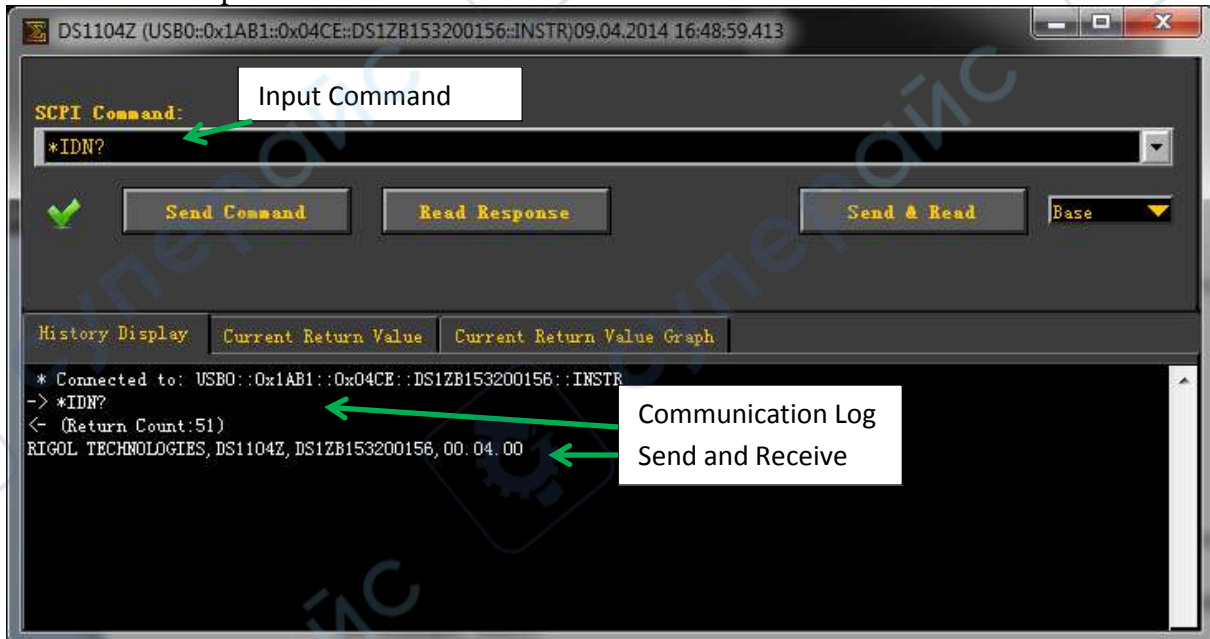 DS1104Z (USB0::0x1AB1::0x04CE::DS1ZB153200156::INSTR)09.04.2014 16:48:59.413
Input Command
SCPI Command:
*IDN?
Send Command Read Response Send & Read Base
History Display Current Return Value Current Return Value Graph
* Connected to: USB0::0x1AB1::0x04CE::DS1ZB153200156::INSTR
-> *IDN?
<- (Return Count:51)
RIGOL TECHNOLOGIES,DS1104Z,DS1ZB153200156,00.04.00
Communication Log
Send and Receive
суперайс
суперайс